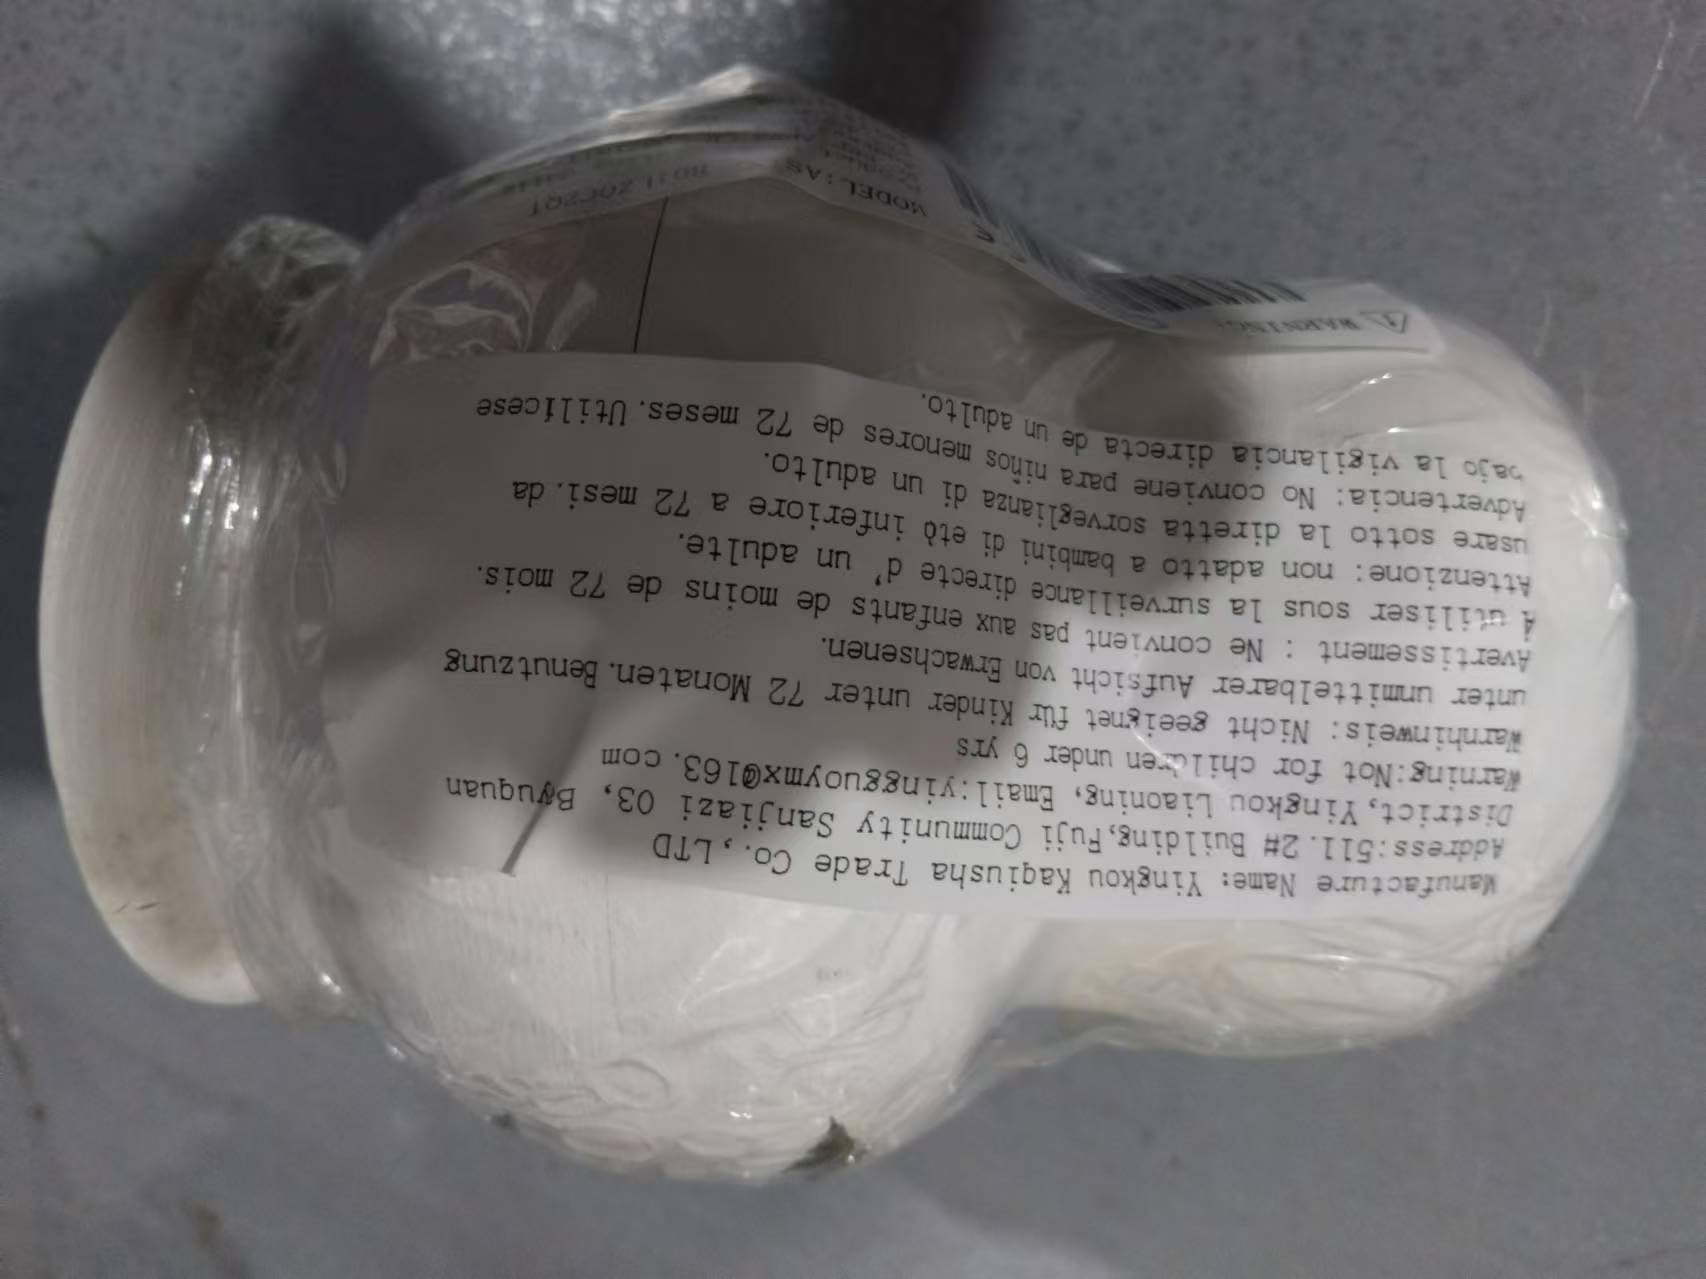 Manufacture Name: Yingkou Kaqiusha Trade Co.,LTD
Address:511. 2# Building,Fuji Community Sanjiazi 03, Byuquan
District,Yingkou Liaoning, Email:yingguoymx@163.com
Warning:Not for children under 6 yrs
Warnhinweis: Nicht geeignet für Kinder unter 72 Monaten. Benutzung
unter unmittelbarer Aufsicht von Erwachsenen.
Avertissement : Ne convient pas aux enfants de moins de 72 mois.
À utiliser sous la surveillance directe d' un adulte.
Attenzione: non adatto a bambini di etò inferiore a 72 mesi. da
usare sotto la diretta sorveglianza di un adulto.
Advertencia: No conviene para niños menores de 72 meses. Utilícese
bajo la vigilancia directa de un adulto.
WARNING:
MODEL:AS